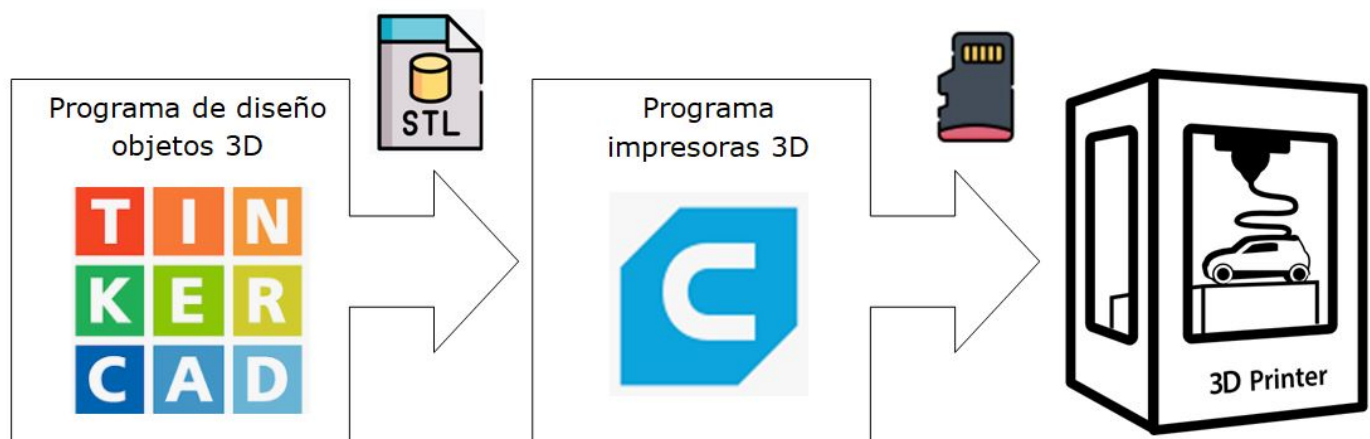 Programa de diseño
objetos 3D
TIN
KER
CAD
STL
Programa
impresoras 3D
C
3D Printer